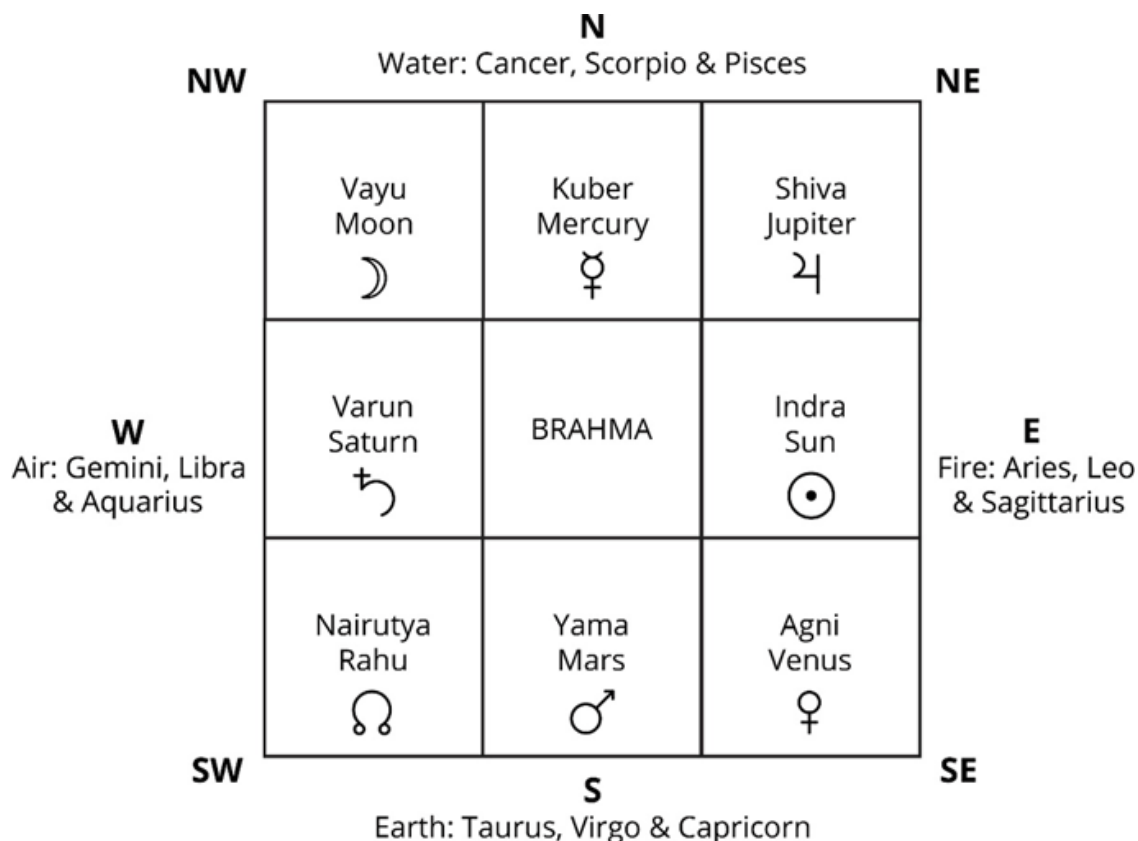 N
Water: Cancer, Scorpio & Pisces
NW
NE
Vayu
Moon
Kuber
Mercury
Shiva
Jupiter
W
Air: Gemini, Libra
& Aquarius
Varun
Saturn
BRAHMA
Indra
Sun
E
Fire: Aries, Leo
& Sagittarius
Nairutya
Rahu
Yama
Mars
Agni
Venus
SW
SE
S
Earth: Taurus, Virgo & Capricorn